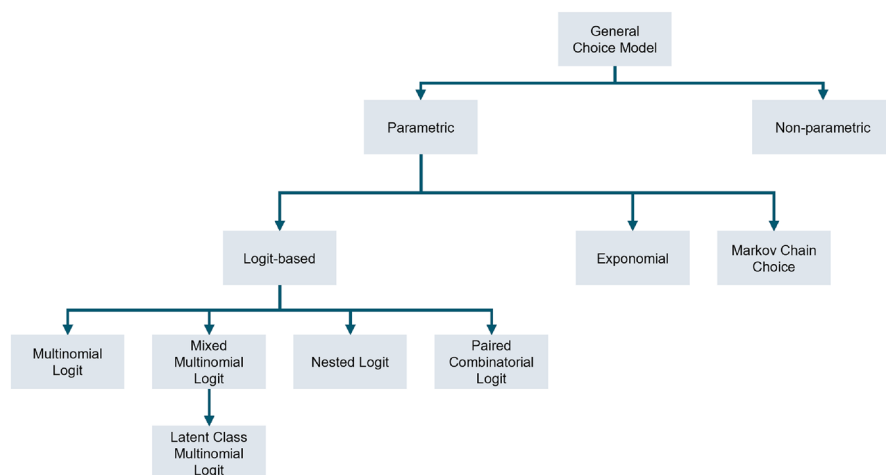 General
Choice Model
Parametric
Non-parametric
Logit-based
Exponomial
Markov Chain
Choice
Multinomial
Logit
Mixed
Multinomial
Logit
Nested Logit
Paired
Combinatorial
Logit
Latent Class
Multinomial
Logit